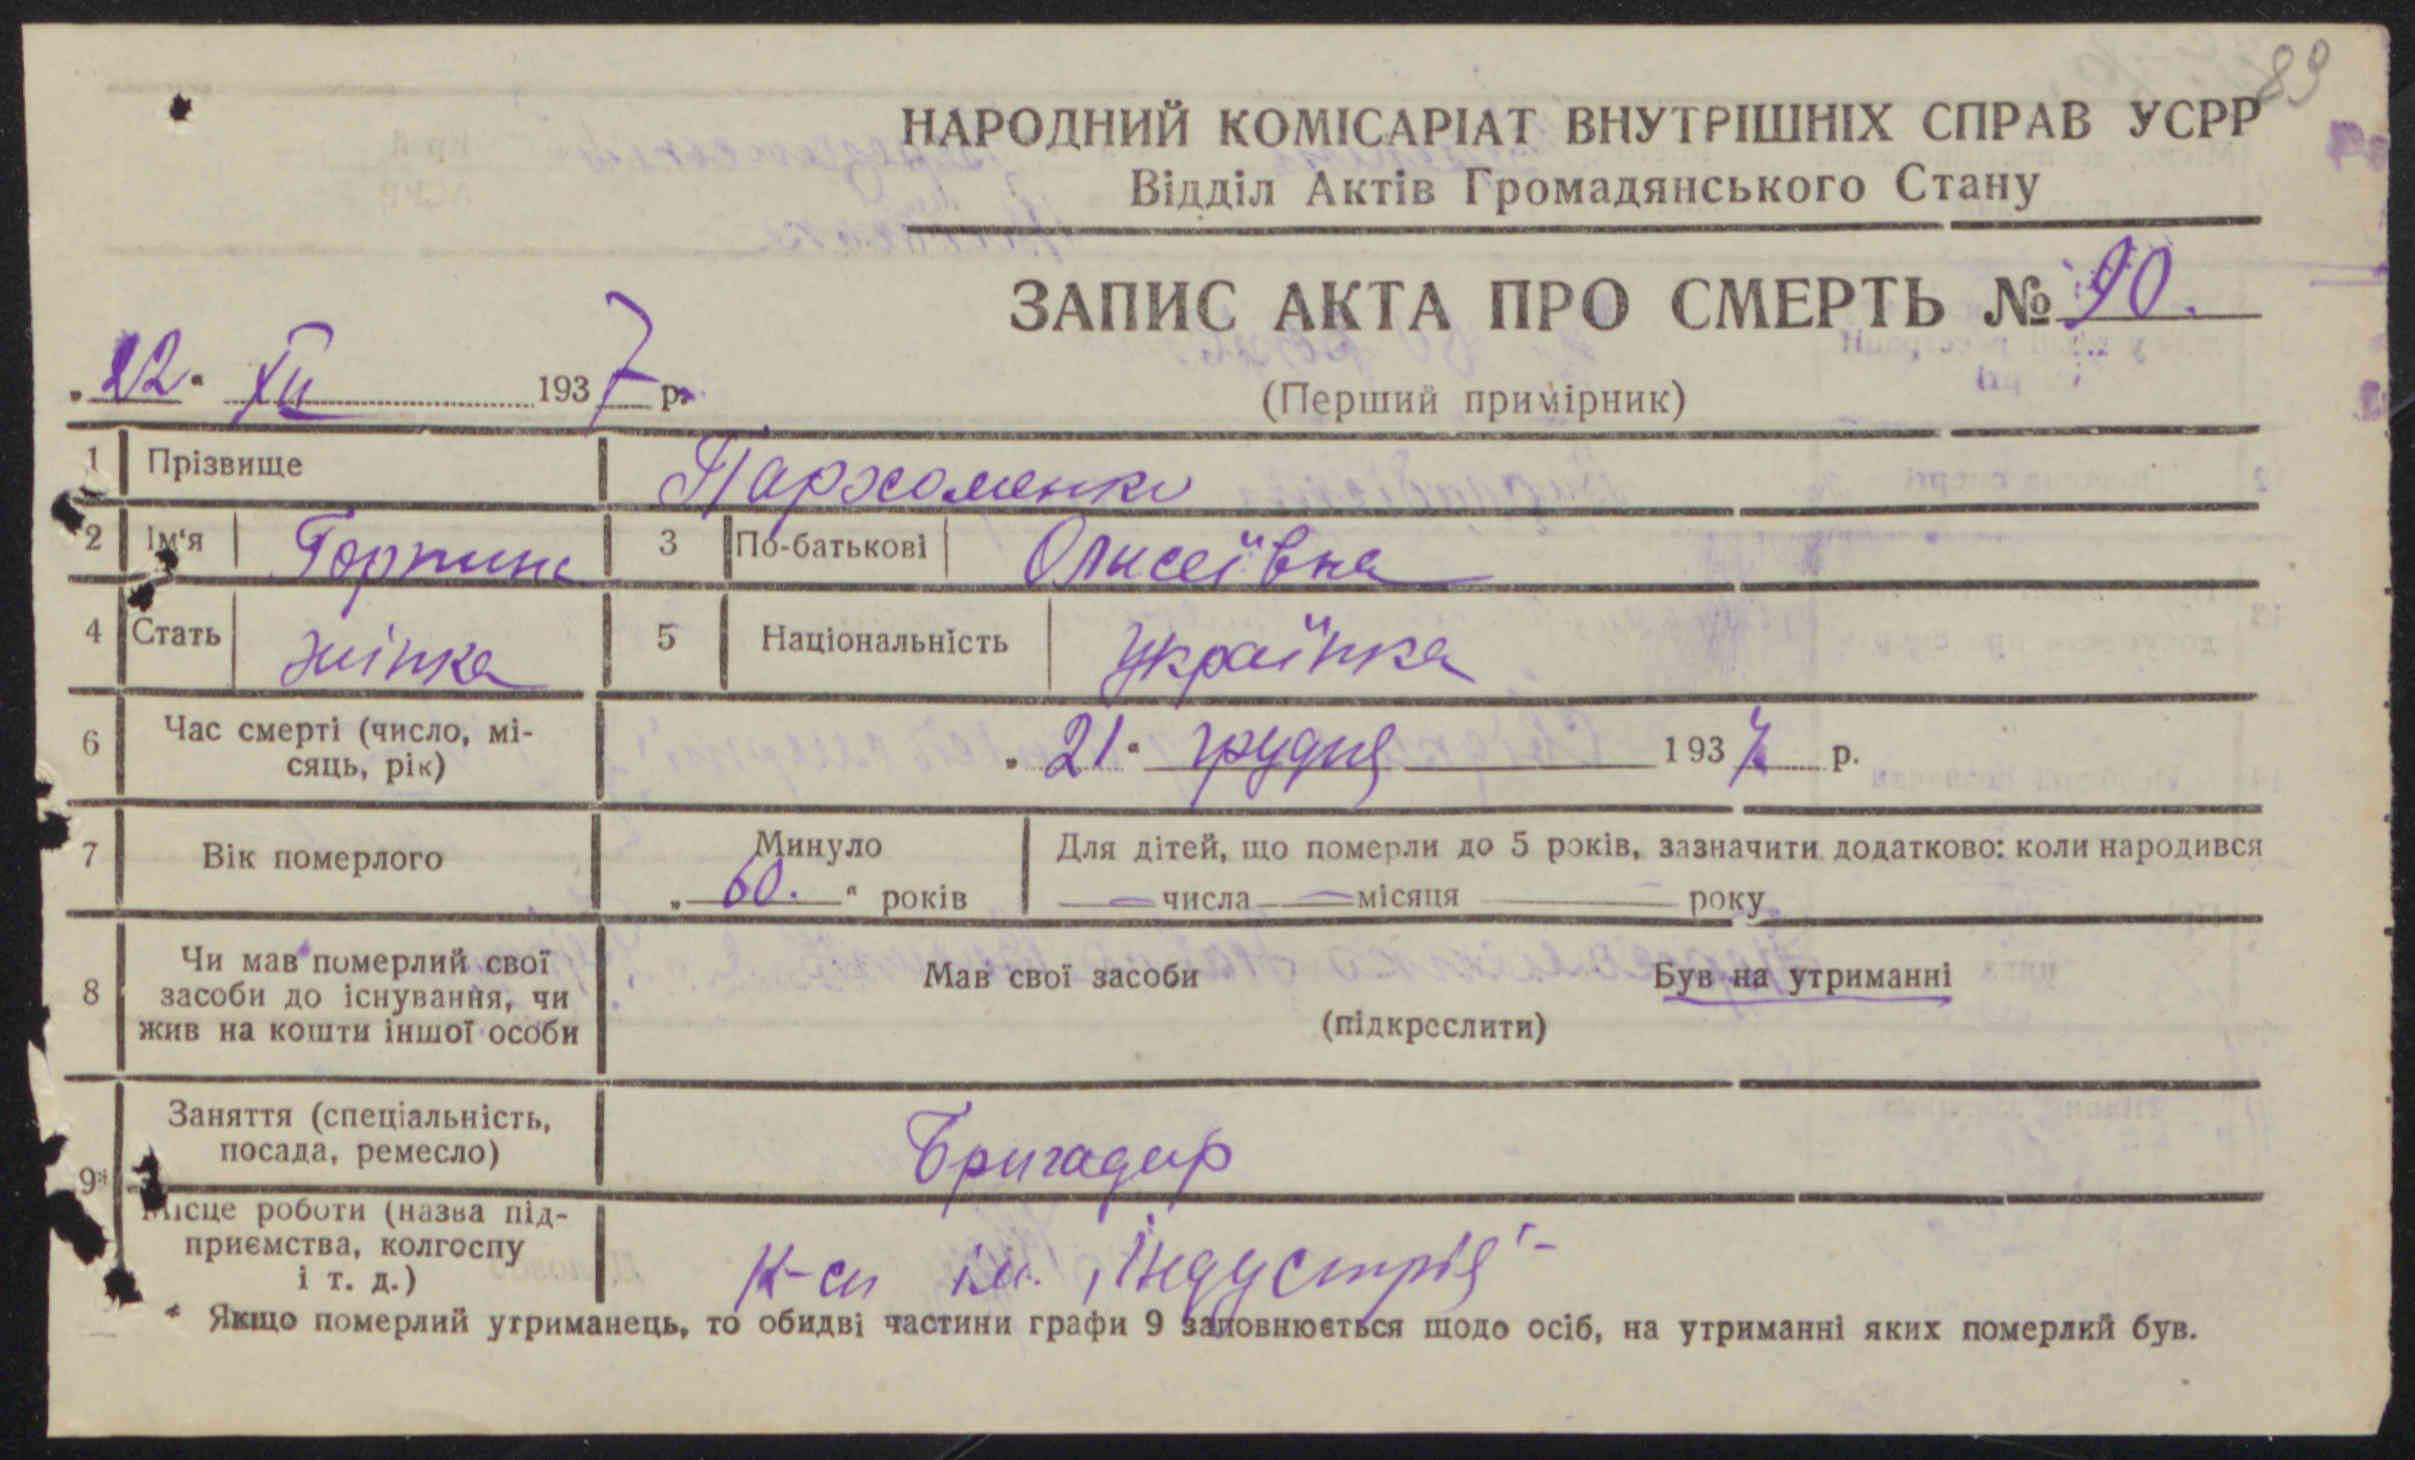 89
НАРОДНИЙ КОМІСАРІАТ ВНУТРІШНІХ СПРАВ УСРР
Відділ Актів Громадянського Стану
ЗАПИС АКТА ПРО СМЕРТЬ № 90.
„22“ XII 1937 р.
(Перший примірник)
1 Прізвище Пархоменко
2 Ім‘я Горпина 3 По-батькові Олисеївна
4 Стать жінка 5 Національність українка
6 Час смерті (число, мі-
сяць, рік) „21“ грудня 1937 р.
7 Вік померлого Минуло „60.“ років Для дітей, що померли до 5 років, зазначити додатково: коли народився
— числа — місяця — року
8 Чи мав померлий свої
засоби до існування, чи
жив на кошти іншої особи
Мав свої засоби Був на утриманні
(підкреслити)
9* Заняття (спеціальність,
посада, ремесло) Бригадир
Місце роботи (назва під-
приємства, колгоспу
і т. д.) к-сп ім. „Індустрія“
* Якщо померлий утриманець, то обидві частини графи 9 заповнюється щодо осіб, на утриманні яких померлий був.